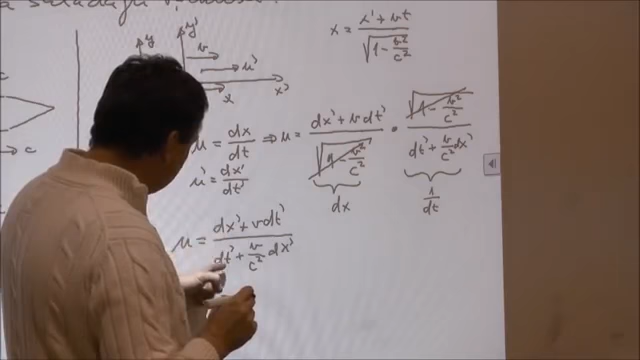 a
x = x' + vt / √(1 - v²/c²)
y y'
v
u'
x x'
c
u = dx/dt ⇒ u = dx' + v dt' / √(1 - v²/c²) • √(1 - v²/c²) / dt' + v/c² dx'
u' = dx'/dt'
dx 1/dt
u = dx' + v dt' / dt' + v/c² dx'